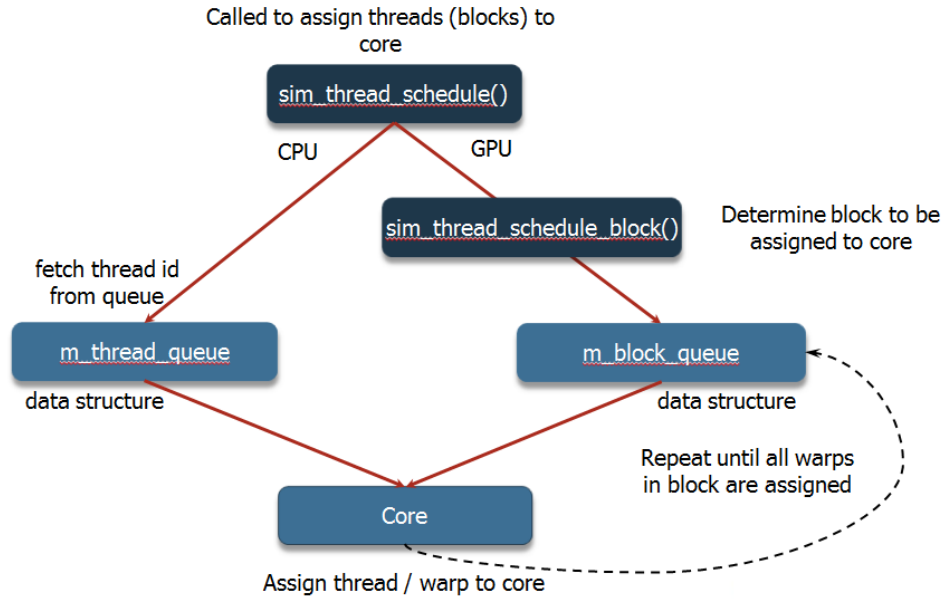 Called to assign threads (blocks) to
core
sim_thread_schedule()
CPU
GPU
sim_thread_schedule_block()
Determine block to be
assigned to core
fetch thread id
from queue
m_thread_queue
m_block_queue
data structure
data structure
Repeat until all warps
in block are assigned
Core
Assign thread / warp to core